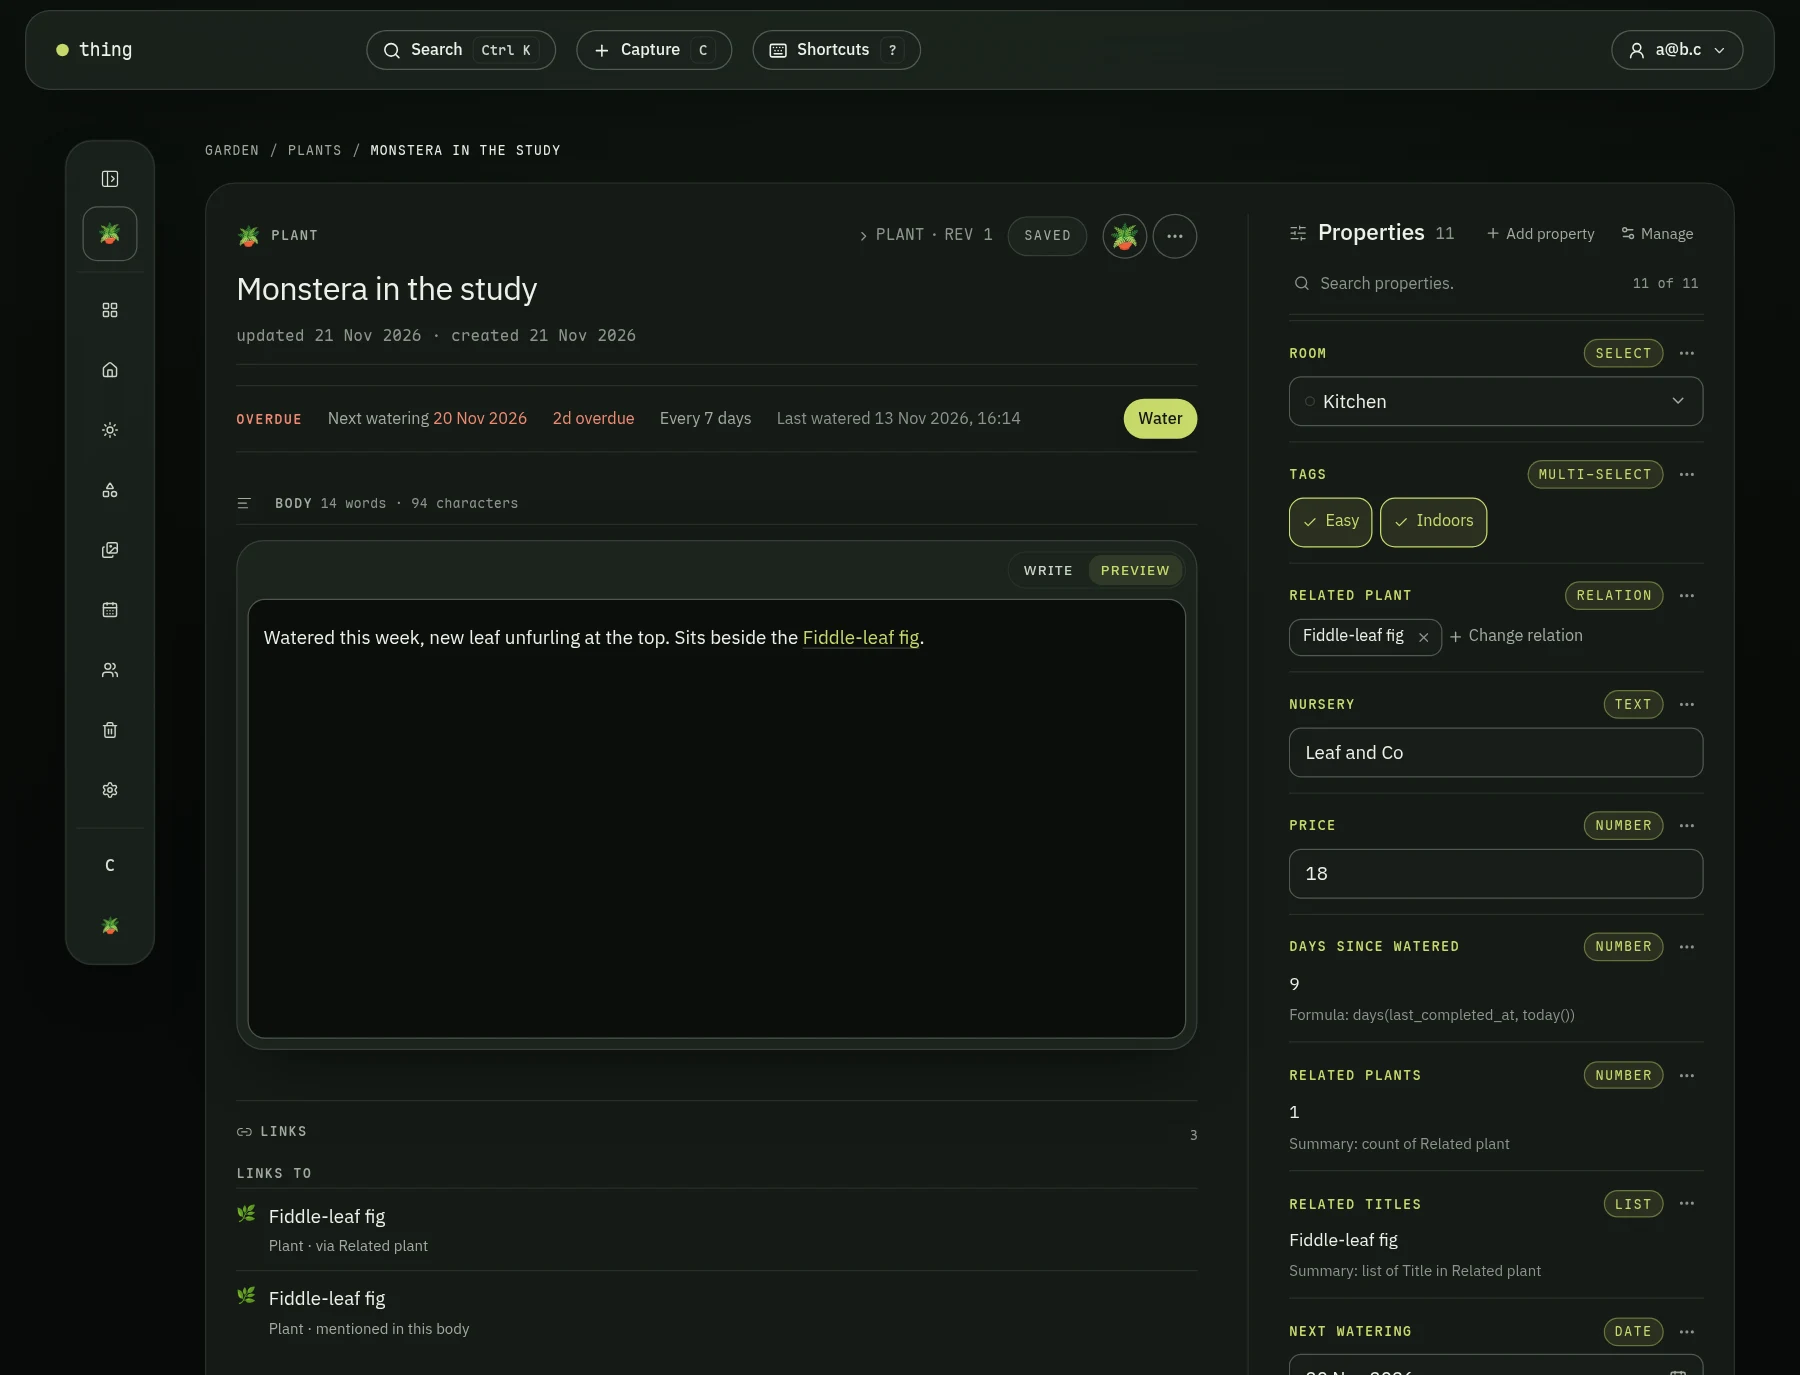 thing
Search Ctrl K
Capture C
Shortcuts ?
a@b.c
GARDEN / PLANTS / MONSTERA IN THE STUDY
PLANT
PLANT · REV 1
SAVED
Monstera in the study
updated 21 Nov 2026 · created 21 Nov 2026
OVERDUE Next watering 20 Nov 2026 2d overdue Every 7 days Last watered 13 Nov 2026, 16:14 Water
BODY 14 words · 94 characters
WRITE PREVIEW
Watered this week, new leaf unfurling at the top. Sits beside the Fiddle-leaf fig.
LINKS 3
LINKS TO
Fiddle-leaf fig
Plant · via Related plant
Fiddle-leaf fig
Plant · mentioned in this body
C
Properties 11 + Add property Manage
Search properties. 11 of 11
ROOM SELECT
Kitchen
TAGS MULTI-SELECT
Easy Indoors
RELATED PLANT RELATION
Fiddle-leaf fig × + Change relation
NURSERY TEXT
Leaf and Co
PRICE NUMBER
18
DAYS SINCE WATERED NUMBER
9
Formula: days(last_completed_at, today())
RELATED PLANTS NUMBER
1
Summary: count of Related plant
RELATED TITLES LIST
Fiddle-leaf fig
Summary: list of Title in Related plant
NEXT WATERING DATE